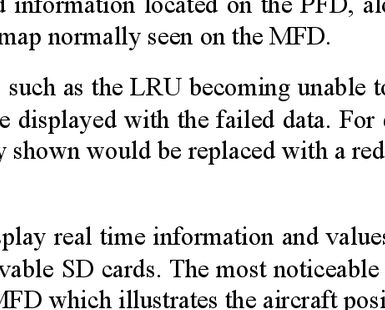 information located on the PFD,
map normally seen on the MFD.
such as the LRU becoming unable to
displayed with the failed data. For
shown would be replaced with a red
play real time information and values
vable SD cards. The most noticeable
MFD which illustrates the aircraft posi